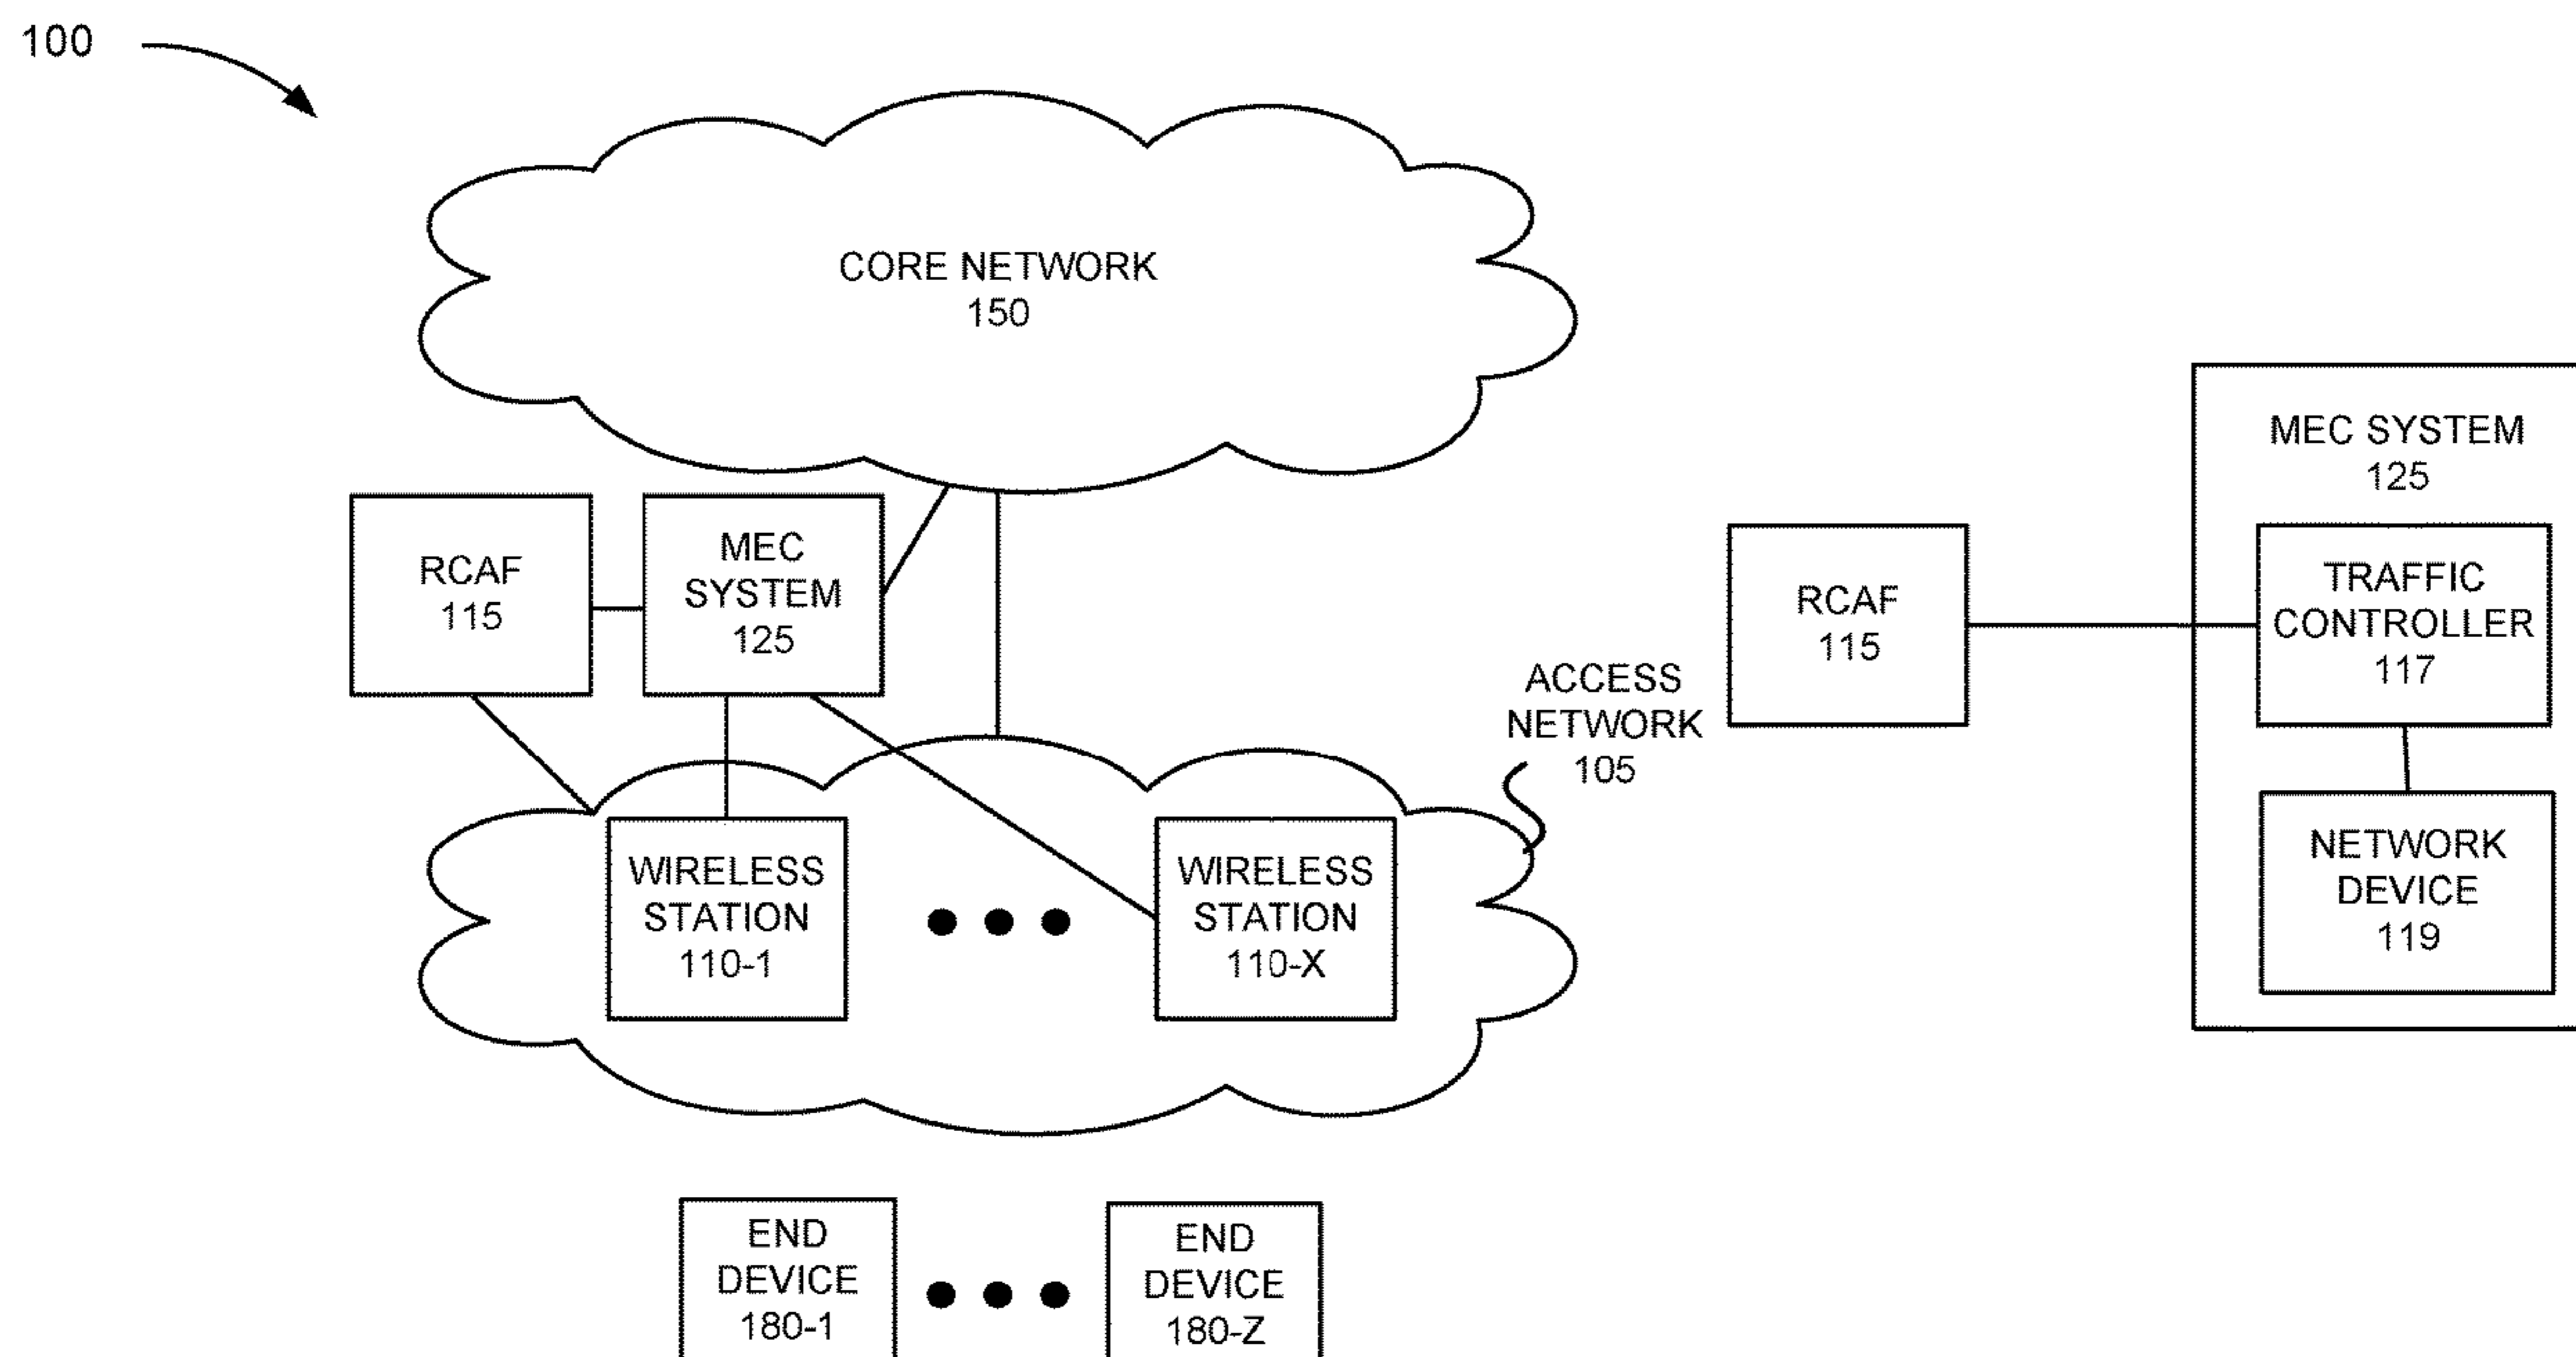 100
CORE NETWORK
150
RCAF
115
MEC
SYSTEM
125
ACCESS
NETWORK
105
WIRELESS
STATION
110-1
WIRELESS
STATION
110-X
END
DEVICE
180-1
END
DEVICE
180-Z
RCAF
115
MEC SYSTEM
125
TRAFFIC
CONTROLLER
117
NETWORK
DEVICE
119